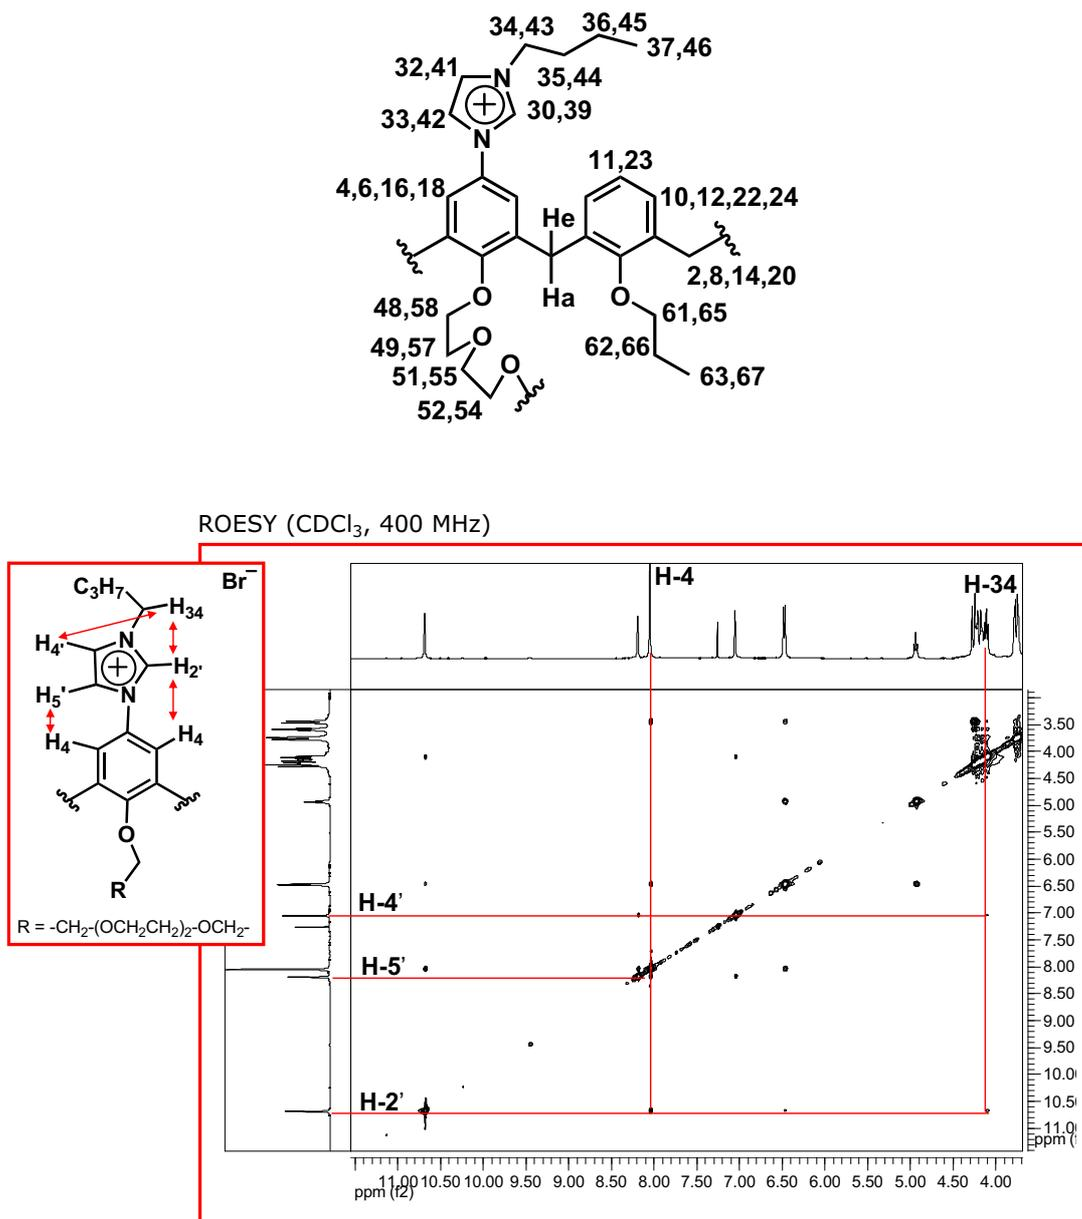 34,43
36,45
37,46
32,41
N
35,44
+
30,39
33,42
N
11,23
4,6,16,18
10,12,22,24
He
2,8,14,20
Ha
O
O
48,58
61,65
O
49,57
62,66
O
51,55
63,67
52,54
ROESY (CDCl3, 400 MHz)
Br–
C3H7
H34
H4'
N
+
H2'
H5'
N
H4
H4
O
R
R = -CH2-(OCH2CH2)2-OCH2-
H-4
H-34
H-4'
H-5'
H-2'
3.50
4.00
4.50
5.00
5.50
6.00
6.50
7.00
7.50
8.00
8.50
9.00
9.50
10.0
10.5
11.0
ppm (
11.00 10.50 10.00 9.50 9.00 8.50 8.00 7.50 7.00 6.50 6.00 5.50 5.00 4.50 4.00
ppm (f2)